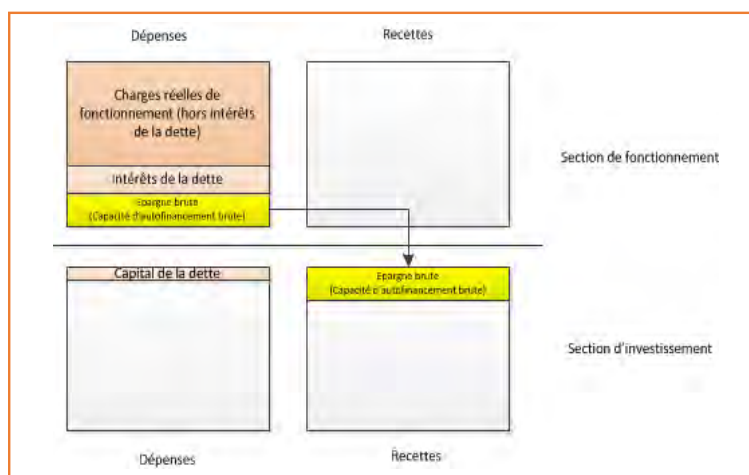 Dépenses
Recettes
Charges réelles de
fonctionnement (hors intérêts
de la dette)
Intérêts de la dette
Epargne brute
(Capacité d'autofinancement brute)
Section de fonctionnement
Capital de la dette
Epargne brute
(Capacité d'autofinancement brute)
Section d'investissement
Dépenses
Recettes